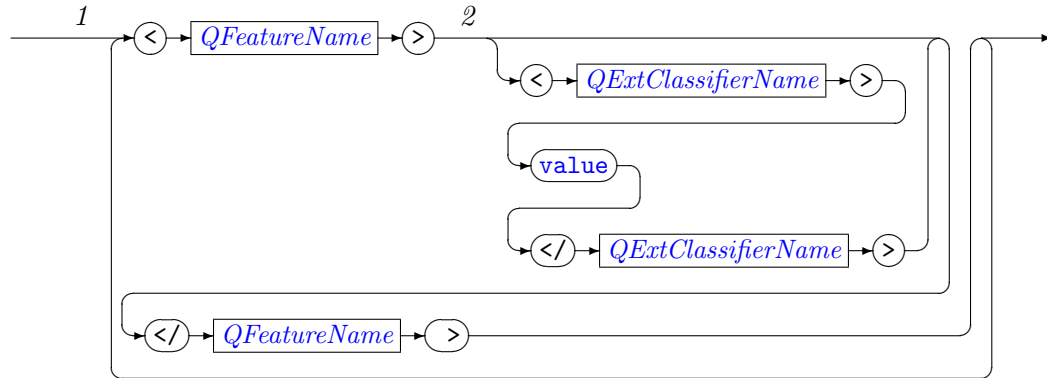 1 2
< QFeatureName >
< QExtClassifierName >
value
</ QExtClassifierName >
</ QFeatureName >